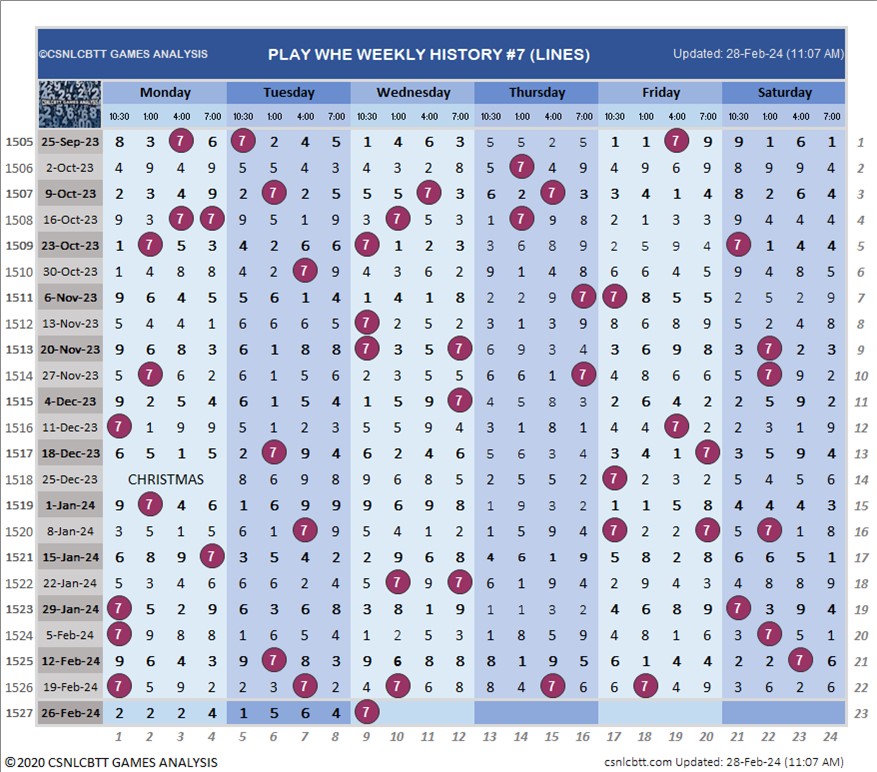 ©CSNLCBTT GAMES ANALYSIS PLAY WHE WEEKLY HISTORY #7 (LINES) Updated: 28-Feb-24 (11:07 AM)
CSNLCBTT GAMES ANALYSIS
Monday Tuesday Wednesday Thursday Friday Saturday
10:30 1:00 4:00 7:00 10:30 1:00 4:00 7:00 10:30 1:00 4:00 7:00 10:30 1:00 4:00 7:00 10:30 1:00 4:00 7:00 10:30 1:00 4:00 7:00
1505 25-Sep-23 8 3 7 6 7 2 4 5 1 4 6 3 5 5 2 5 1 1 7 9 9 1 6 1 1
1506 2-Oct-23 4 9 4 9 5 5 4 3 4 3 2 8 5 7 4 9 4 9 6 9 8 9 9 4 2
1507 9-Oct-23 2 3 4 9 2 7 2 5 5 5 7 3 6 2 7 3 3 4 1 4 8 2 6 4 3
1508 16-Oct-23 9 3 7 7 9 5 1 9 3 7 5 3 1 7 9 8 2 1 3 3 9 4 4 4 4
1509 23-Oct-23 1 7 5 3 4 2 6 6 7 1 2 3 3 6 8 9 2 5 9 4 7 1 4 4 5
1510 30-Oct-23 1 4 8 8 4 2 7 9 4 3 6 2 9 1 4 8 6 6 4 5 9 4 8 5 6
1511 6-Nov-23 9 6 4 5 5 6 1 4 1 4 1 8 2 2 9 7 7 8 5 5 2 5 2 9 7
1512 13-Nov-23 5 4 4 1 6 6 6 5 7 2 5 2 3 1 3 9 8 6 8 9 5 2 4 8 8
1513 20-Nov-23 9 6 8 3 6 1 8 8 7 3 5 7 6 9 3 4 3 6 9 8 3 7 2 3 9
1514 27-Nov-23 5 7 6 2 6 1 5 6 2 3 5 5 6 6 1 7 4 8 6 6 5 7 9 2 10
1515 4-Dec-23 9 2 5 4 6 1 5 4 1 5 9 7 4 5 8 3 2 6 4 2 2 5 9 2 11
1516 11-Dec-23 7 1 9 9 5 1 2 3 5 5 9 4 3 1 8 1 4 4 7 2 2 3 1 9 12
1517 18-Dec-23 6 5 1 5 2 7 9 4 6 2 4 6 5 6 3 4 3 4 1 7 3 5 9 4 13
1518 25-Dec-23 CHRISTMAS 8 6 9 8 9 6 8 5 2 5 5 2 7 2 3 2 5 4 5 6 14
1519 1-Jan-24 9 7 4 6 1 6 9 9 9 6 9 8 1 9 3 2 1 1 5 8 4 4 4 3 15
1520 8-Jan-24 3 5 1 5 6 1 7 9 5 4 1 2 1 5 9 4 7 2 2 7 5 7 1 8 16
1521 15-Jan-24 6 8 9 7 3 5 4 2 2 9 6 8 4 6 1 9 5 8 2 8 6 6 5 1 17
1522 22-Jan-24 5 3 4 6 6 6 2 4 5 7 9 7 6 1 9 4 2 9 4 3 4 8 8 9 18
1523 29-Jan-24 7 5 2 9 6 3 6 8 3 8 1 9 1 1 3 2 4 6 8 9 7 3 9 4 19
1524 5-Feb-24 7 9 8 8 1 6 5 4 1 2 5 3 1 8 5 9 4 8 1 6 3 7 5 1 20
1525 12-Feb-24 9 6 4 3 9 7 8 3 9 6 8 8 8 1 9 5 6 1 4 4 2 2 7 6 21
1526 19-Feb-24 7 5 9 2 2 3 7 2 4 7 6 8 8 4 7 8 6 7 4 9 3 6 2 6 22
1527 26-Feb-24 2 2 2 4 1 5 6 4 7 23
1 2 3 4 5 6 7 8 9 10 11 12 13 14 15 16 17 18 19 20 21 22 23 24
©2020 CSNLCBTT GAMES ANALYSIS csnlcbtt.com Updated: 28-Feb-24 (11:07 AM)